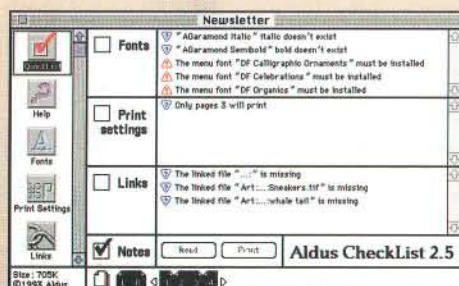 Newsletter
Fonts
"AGaramond Italic" italic doesn't exist
"AGaramond Semibold" bold doesn't exist
The menu font "DF Calligraphic Ornaments" must be installed
The menu font "DF Celebrations" must be installed
The menu font "DF Organics" must be installed
QuickList
Help
Fonts
Print Settings
Links
Print settings
Only pages 3 will print
Links
The linked file "...:" is missing
The linked file "Art:...:Sneakers.tif" is missing
The linked file "Art:...:whale tail" is missing
Notes
Read
Print
Aldus CheckList 2.5
Size: 705K
©1993 Aldus